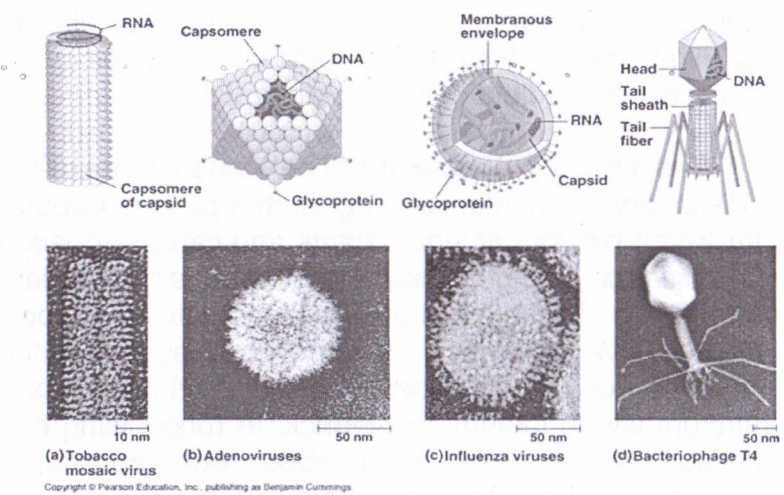 RNA
Capsomere
of capsid
Capsomere
DNA
Glycoprotein
Membranous
envelope
RNA
Capsid
Glycoprotein
Head
DNA
Tail
sheath
Tail
fiber
10 nm
50 nm
50 nm
50 nm
(a) Tobacco
mosaic virus
(b) Adenoviruses
(c) Influenza viruses
(d) Bacteriophage T4
Copyright © Pearson Education, Inc., publishing as Benjamin Cummings.